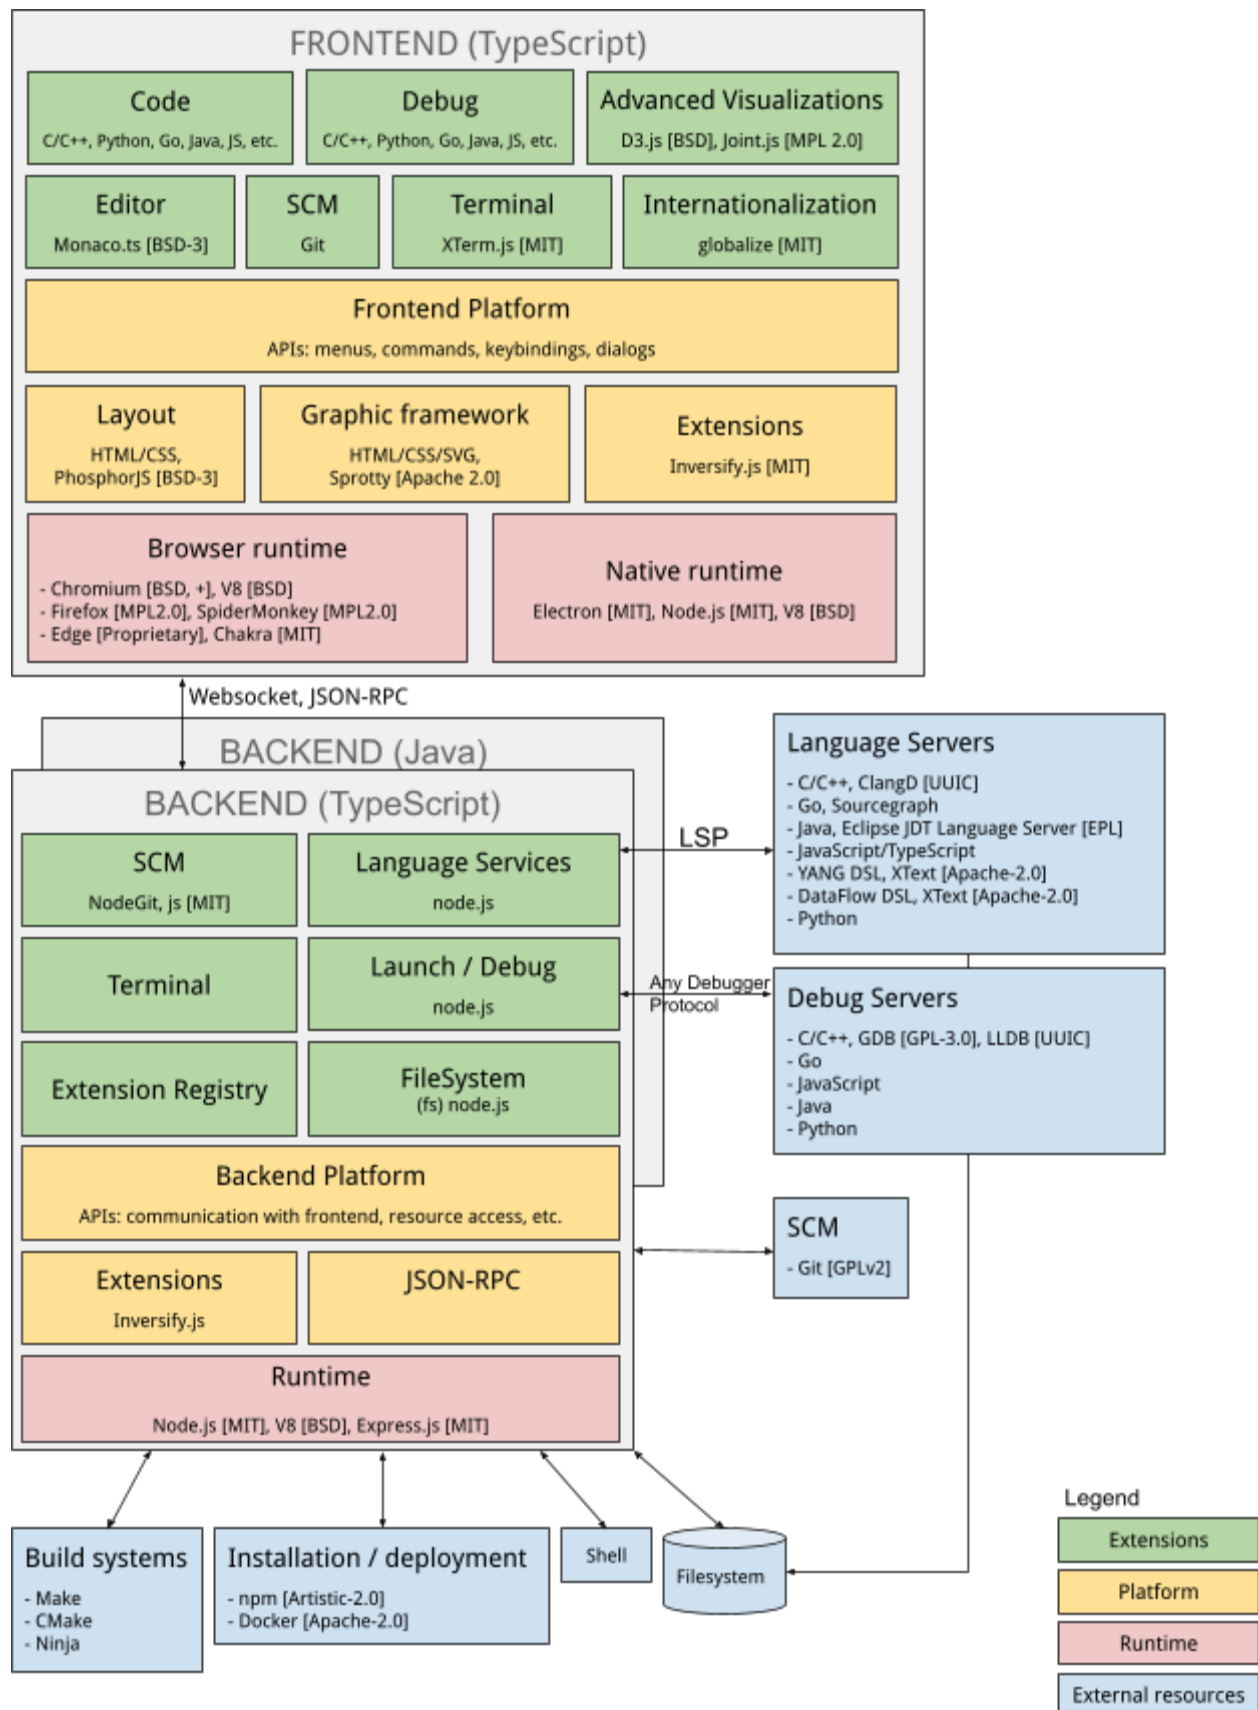 FRONTEND (TypeScript)
Code
C/C++, Python, Go, Java, JS, etc.
Debug
C/C++, Python, Go, Java, JS, etc.
Advanced Visualizations
D3.js [BSD], Joint.js [MPL 2.0]
Editor
Monaco.ts [BSD-3]
SCM
Git
Terminal
XTerm.js [MIT]
Internationalization
globalize [MIT]
Frontend Platform
APIs: menus, commands, keybindings, dialogs
Layout
HTML/CSS,
PhosphorJS [BSD-3]
Graphic framework
HTML/CSS/SVG,
Sprotty [Apache 2.0]
Extensions
Inversify.js [MIT]
Browser runtime
- Chromium [BSD, +], V8 [BSD]
- Firefox [MPL2.0], SpiderMonkey [MPL2.0]
- Edge [Proprietary], Chakra [MIT]
Native runtime
Electron [MIT], Node.js [MIT], V8 [BSD]
Websocket, JSON-RPC
BACKEND (Java)
BACKEND (TypeScript)
SCM
NodeGit, js [MIT]
Language Services
node.js
Terminal
Launch / Debug
node.js
Extension Registry
FileSystem
(fs) node.js
Backend Platform
APIs: communication with frontend, resource access, etc.
Extensions
Inversify.js
JSON-RPC
Runtime
Node.js [MIT], V8 [BSD], Express.js [MIT]
LSP
Language Servers
- C/C++, ClangD [UUIC]
- Go, Sourcegraph
- Java, Eclipse JDT Language Server [EPL]
- JavaScript/TypeScript
- YANG DSL, XText [Apache-2.0]
- DataFlow DSL, XText [Apache-2.0]
- Python
Any Debugger
Protocol
Debug Servers
- C/C++, GDB [GPL-3.0], LLDB [UUIC]
- Go
- JavaScript
- Java
- Python
SCM
- Git [GPLv2]
Build systems
- Make
- CMake
- Ninja
Installation / deployment
- npm [Artistic-2.0]
- Docker [Apache-2.0]
Shell
Filesystem
Legend
Extensions
Platform
Runtime
External resources